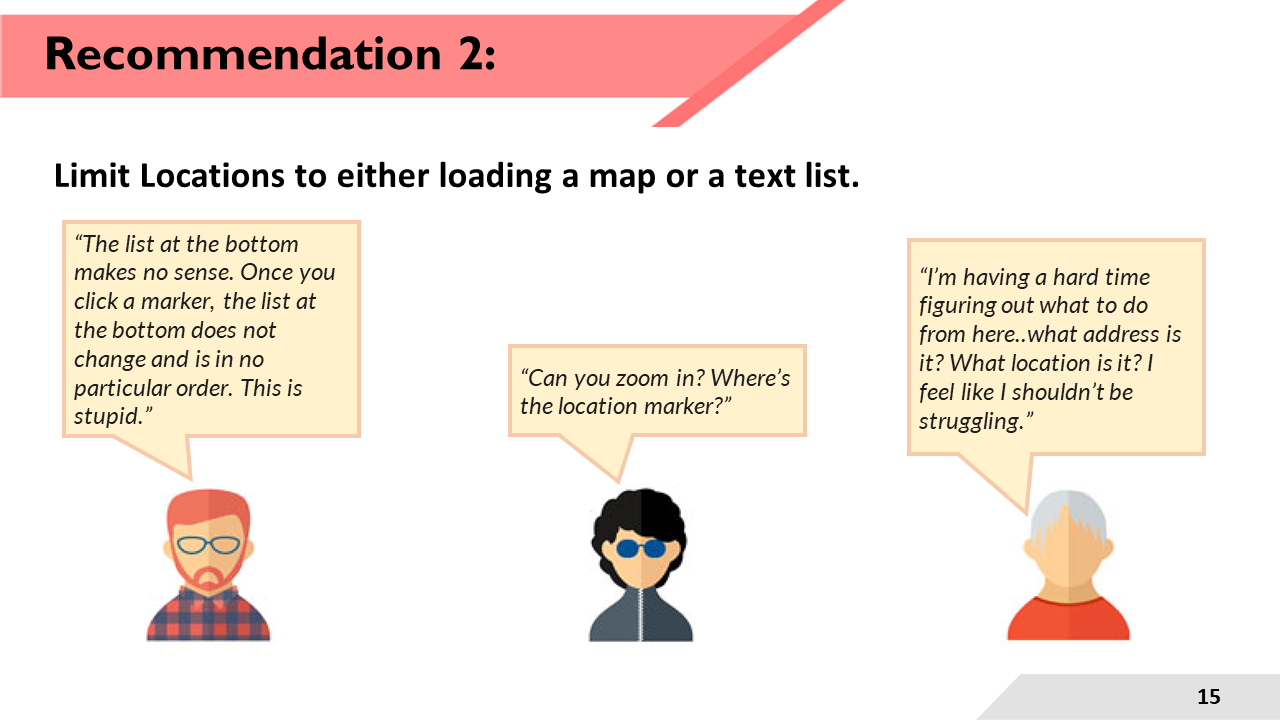 Recommendation 2:
Limit Locations to either loading a map or a text list.
“The list at the bottom
makes no sense. Once you
click a marker, the list at
the bottom does not
change and is in no
particular order. This is
stupid.”
“Can you zoom in? Where’s
the location marker?”
“I’m having a hard time
figuring out what to do
from here..what address is
it? What location is it? I
feel like I shouldn’t be
struggling.”
15